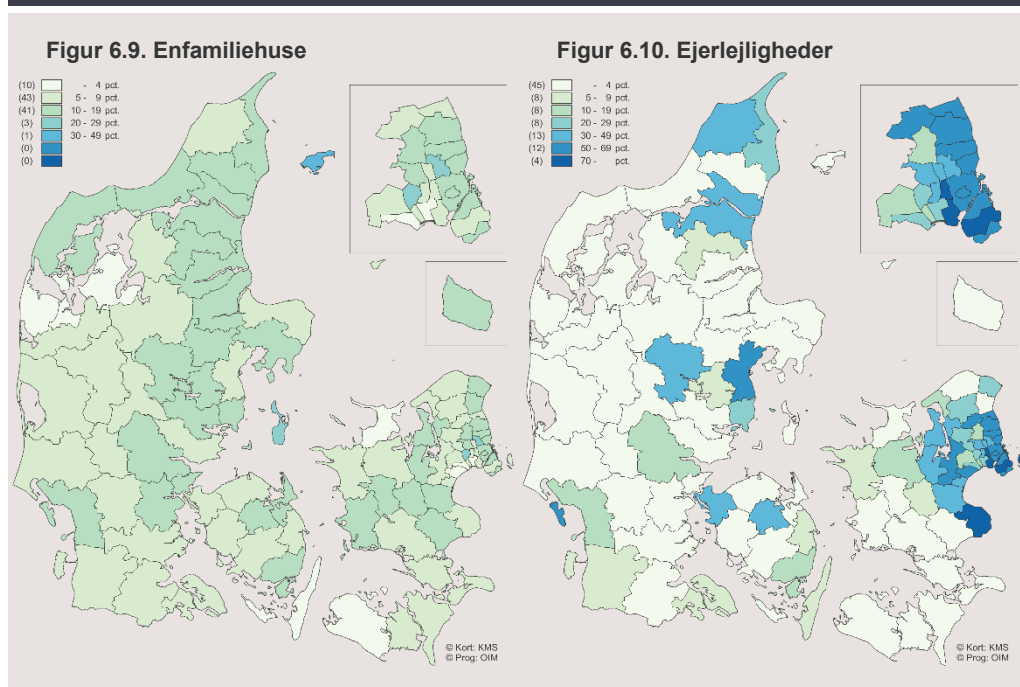 Figur 6.9. Enfamiliehuse
(10) - 4 pct.
(43) 5 - 9 pct.
(41) 10 - 19 pct.
(3) 20 - 29 pct.
(1) 30 - 49 pct.
(0)
(0)
© Kort: KMS
© Prog: OIM
Figur 6.10. Ejerlejligheder
(45) - 4 pct.
(8) 5 - 9 pct.
(8) 10 - 19 pct.
(8) 20 - 29 pct.
(13) 30 - 49 pct.
(12) 50 - 69 pct.
(4) 70 - pct.
© Kort: KMS
© Prog: OIM